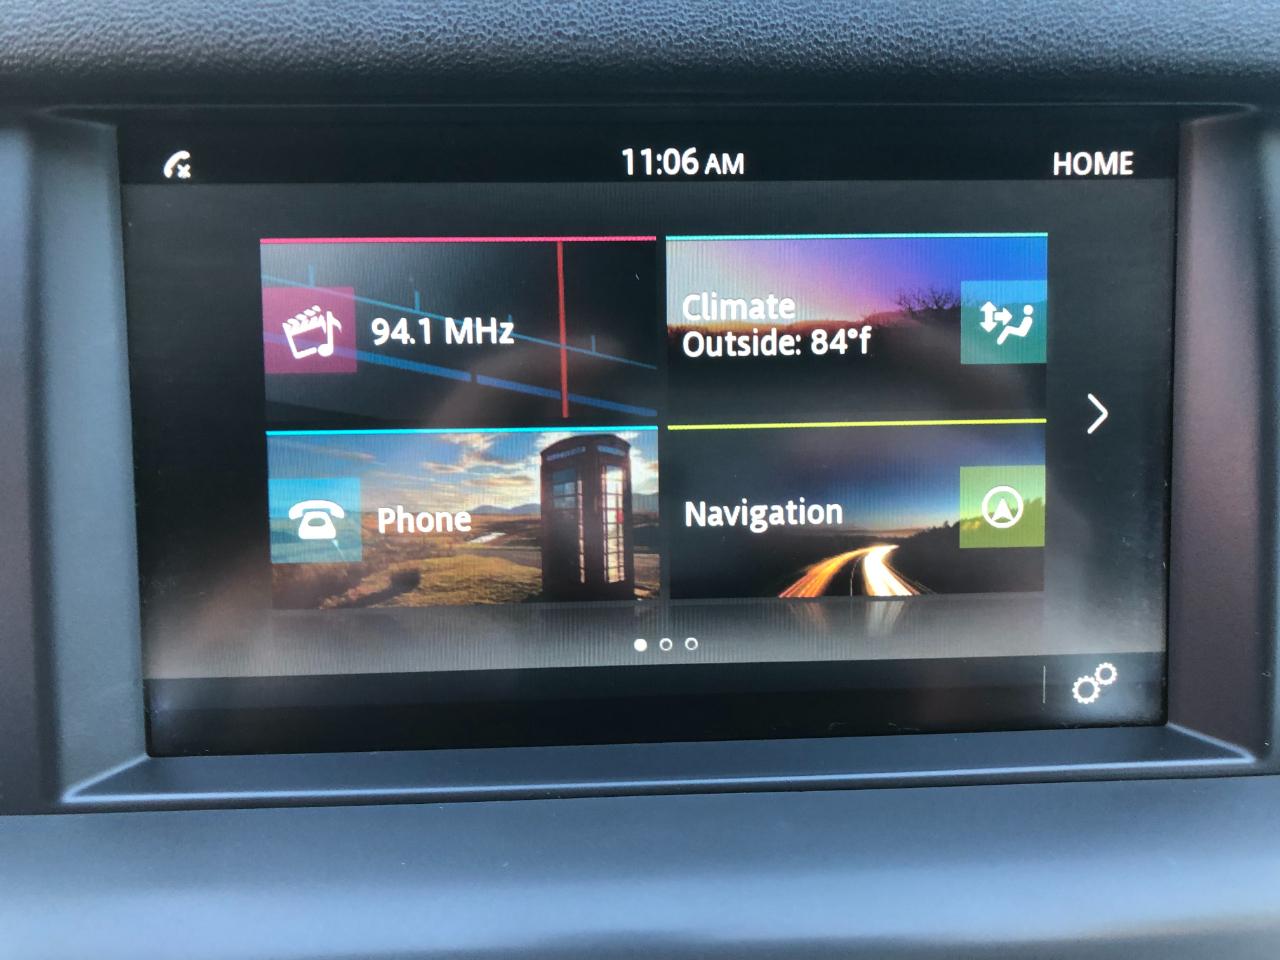 11:06 AM
HOME
94.1 MHz
Climate
Outside: 84°f
Phone
Navigation